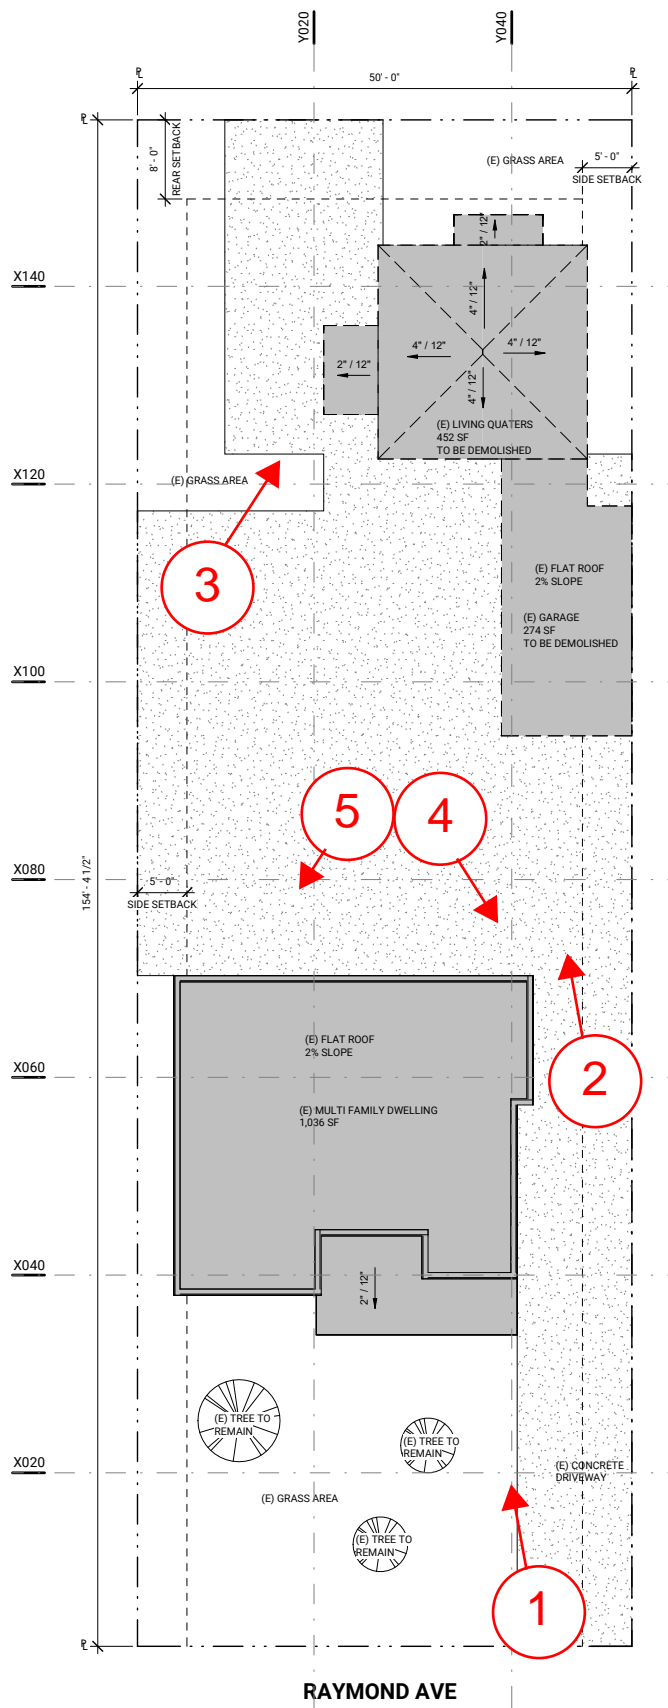 Y020
Y040
PL
PL
50' - 0"
PL
8' - 0"
REAR SETBACK
(E) GRASS AREA
5' - 0"
SIDE SETBACK
2" / 12"
X140
4" / 12"
4" / 12"
4" / 12"
2" / 12"
4" / 12"
(E) LIVING QUATERS
452 SF
TO BE DEMOLISHED
X120
(E) GRASS AREA
3
(E) FLAT ROOF
2% SLOPE
(E) GARAGE
274 SF
TO BE DEMOLISHED
X100
5
4
X080
154' - 4 1/2"
5' - 0"
SIDE SETBACK
(E) FLAT ROOF
2% SLOPE
X060
2
(E) MULTI FAMILY DWELLING
1,036 SF
X040
2" / 12"
(E) TREE TO
REMAIN
(E) TREE TO
REMAIN
X020
(E) CONCRETE
DRIVEWAY
(E) GRASS AREA
(E) TREE TO
REMAIN
1
PL
RAYMOND AVE